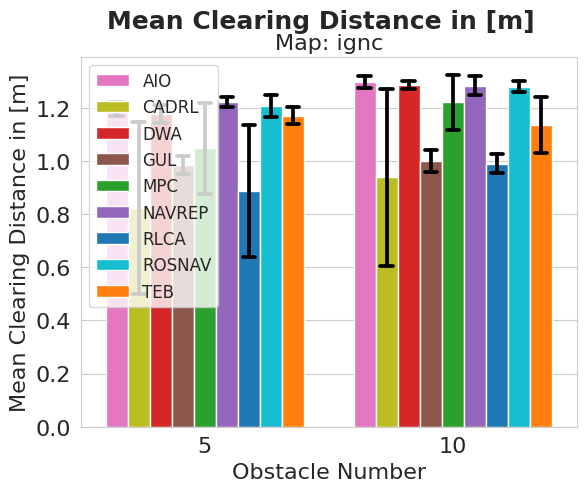 Mean Clearing Distance in [m]
Map: ignc
Mean Clearing Distance in [m]
1.2
1.0
0.8
0.6
0.4
0.2
0.0
AIO
CADRL
DWA
GUL
MPC
NAVREP
RLCA
ROSNAV
TEB
5
10
Obstacle Number